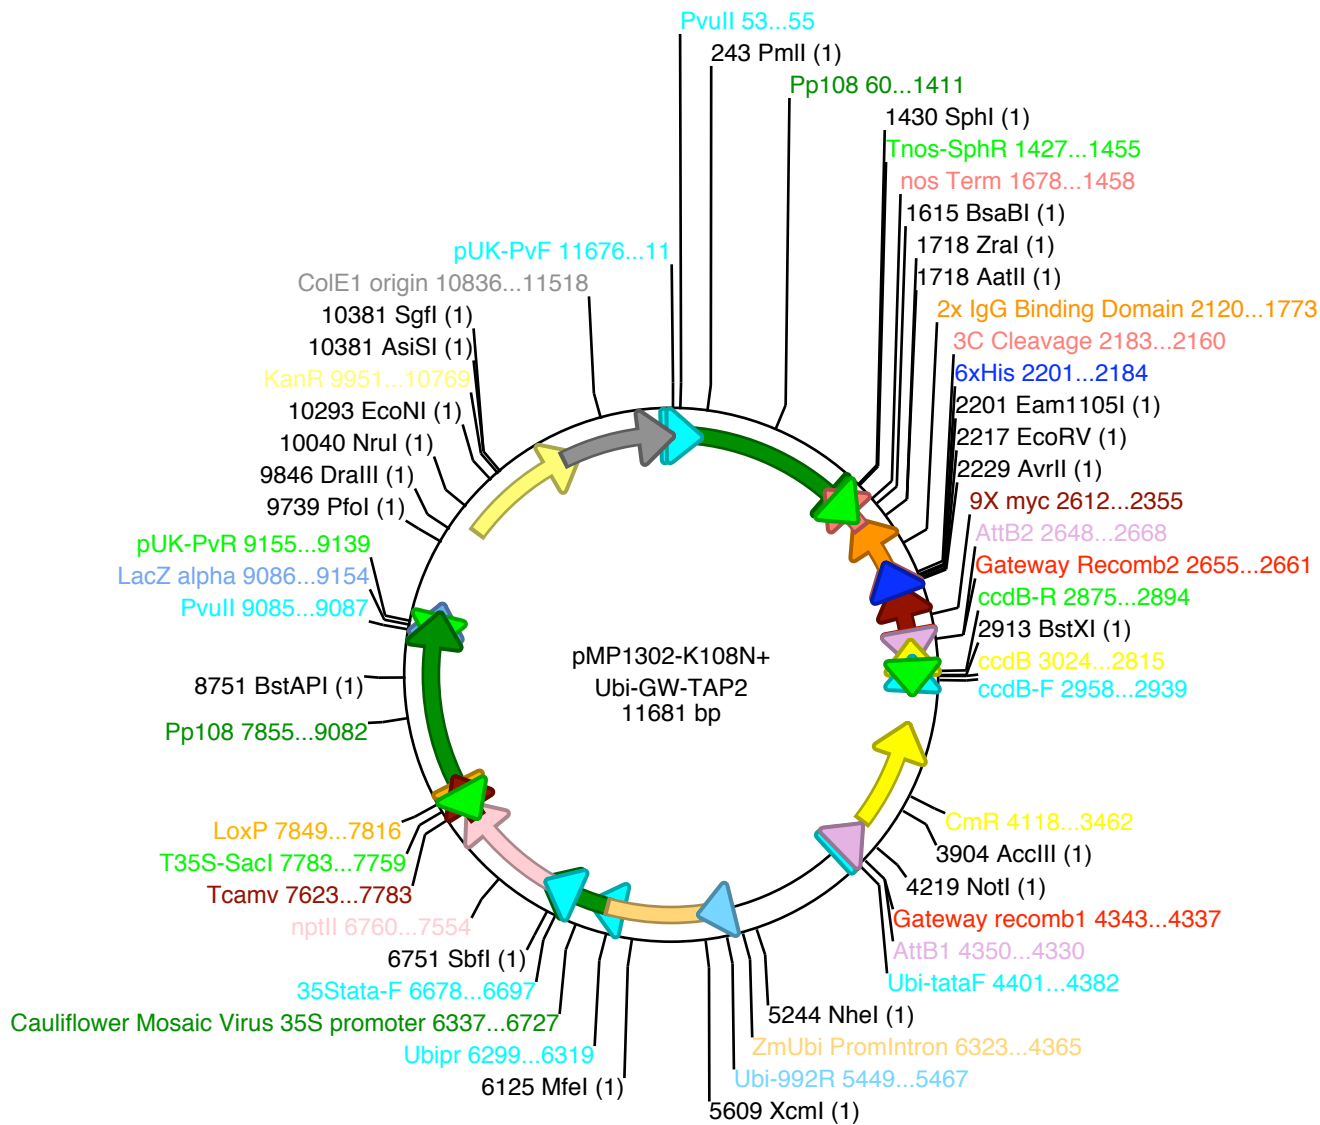 PvuII 53...55
243 PmlI (1)
Pp108 60...1411
1430 SphI (1)
Tnos-SphR 1427...1455
nos Term 1678...1458
1615 BsaBI (1)
1718 ZraI (1)
1718 AatII (1)
2x IgG Binding Domain 2120...1773
3C Cleavage 2183...2160
6xHis 2201...2184
2201 Eam1105I (1)
2217 EcoRV (1)
2229 AvrII (1)
9X myc 2612...2355
AttB2 2648...2668
Gateway Recomb2 2655...2661
ccdB-R 2875...2894
2913 BstXI (1)
ccdB 3024...2815
ccdB-F 2958...2939
CmR 4118...3462
3904 AccIII (1)
4219 NotI (1)
Gateway recomb1 4343...4337
AttB1 4350...4330
Ubi-tataF 4401...4382
5244 NheI (1)
ZmUbi PromIntron 6323...4365
Ubi-992R 5449...5467
5609 XcmI (1)
6125 MfeI (1)
Ubipr 6299...6319
Cauliflower Mosaic Virus 35S promoter 6337...6727
35Stata-F 6678...6697
6751 SbfI (1)
nptII 6760...7554
Tcamv 7623...7783
T35S-SacI 7783...7759
LoxP 7849...7816
Pp108 7855...9082
8751 BstAPI (1)
PvuII 9085...9087
LacZ alpha 9086...9154
pUK-PvR 9155...9139
9739 PfoI (1)
9846 DraIII (1)
10040 NruI (1)
10293 EcoNI (1)
KanR 9951...10769
10381 AsiSI (1)
10381 SgfI (1)
ColE1 origin 10836...11518
pUK-PvF 11676...11
pMP1302-K108N+
Ubi-GW-TAP2
11681 bp